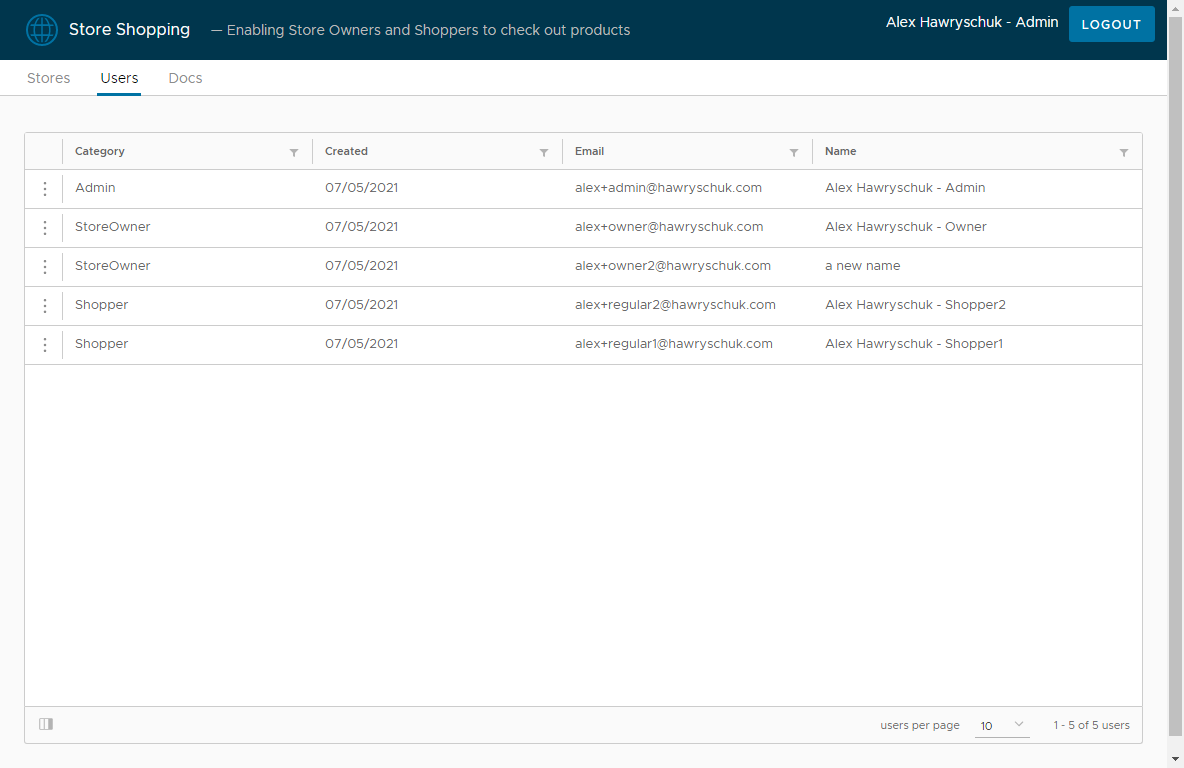 Store Shopping — Enabling Store Owners and Shoppers to check out products Alex Hawryschuk - Admin LOGOUT
Stores Users Docs
Category Created Email Name
Admin 07/05/2021 alex+admin@hawryschuk.com Alex Hawryschuk - Admin
StoreOwner 07/05/2021 alex+owner@hawryschuk.com Alex Hawryschuk - Owner
StoreOwner 07/05/2021 alex+owner2@hawryschuk.com a new name
Shopper 07/05/2021 alex+regular2@hawryschuk.com Alex Hawryschuk - Shopper2
Shopper 07/05/2021 alex+regular1@hawryschuk.com Alex Hawryschuk - Shopper1
users per page 10 1 - 5 of 5 users